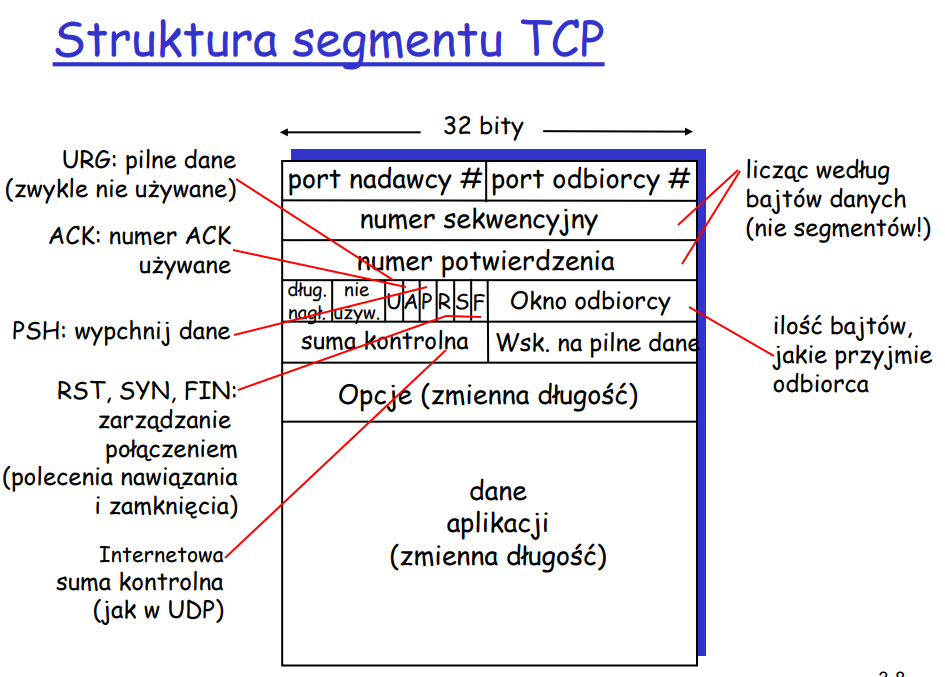 Struktura segmentu TCP
32 bity
URG: pilne dane
(zwykle nie używane)
ACK: numer ACK
używane
PSH: wypchnij dane
RST, SYN, FIN:
zarządzanie
połączeniem
(polecenia nawiązania
i zamknięcia)
Internetowa
suma kontrolna
(jak w UDP)
port nadawcy # port odbiorcy #
numer sekwencyjny
numer potwierdzenia
dług. nie
nagł. używ. U A P R S F Okno odbiorcy
suma kontrolna Wsk. na pilne dane
Opcje (zmienna długość)
dane
aplikacji
(zmienna długość)
licząc według
bajtów danych
(nie segmentów!)
ilość bajtów,
jakie przyjmie
odbiorca